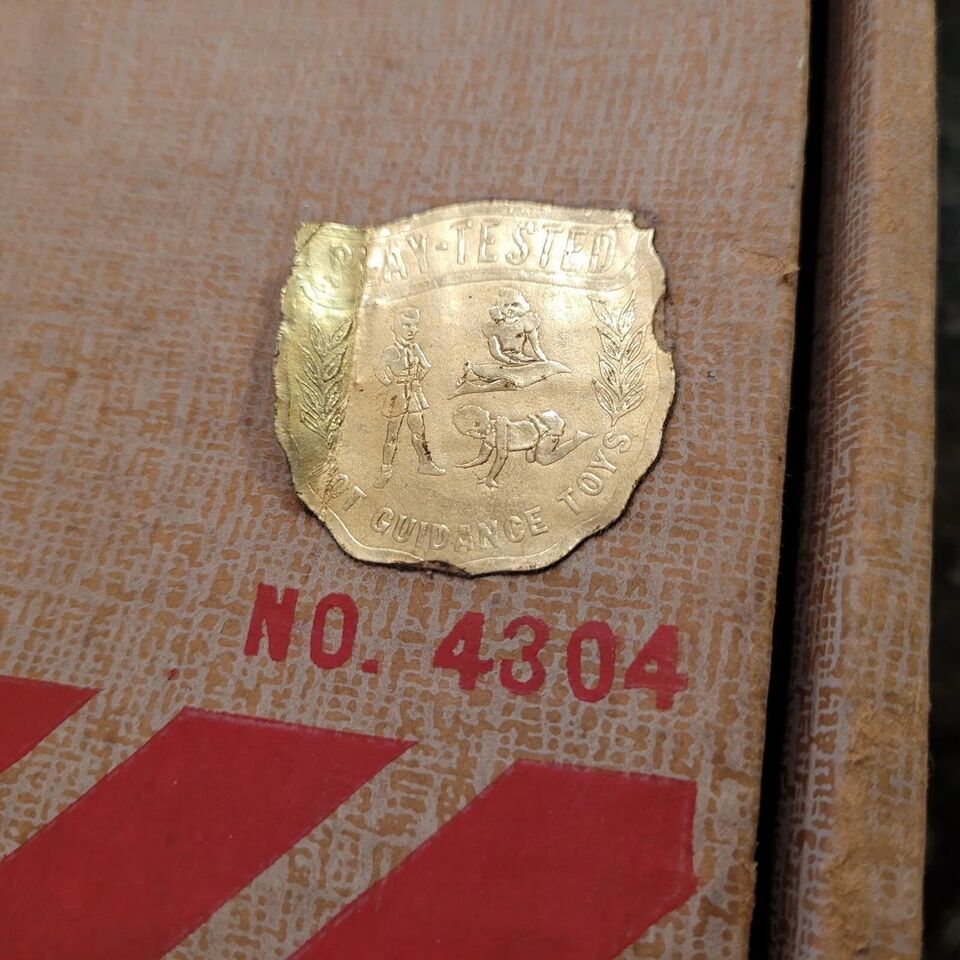 PLAY-TESTED
GUIDANCE TOYS
NO. 4304